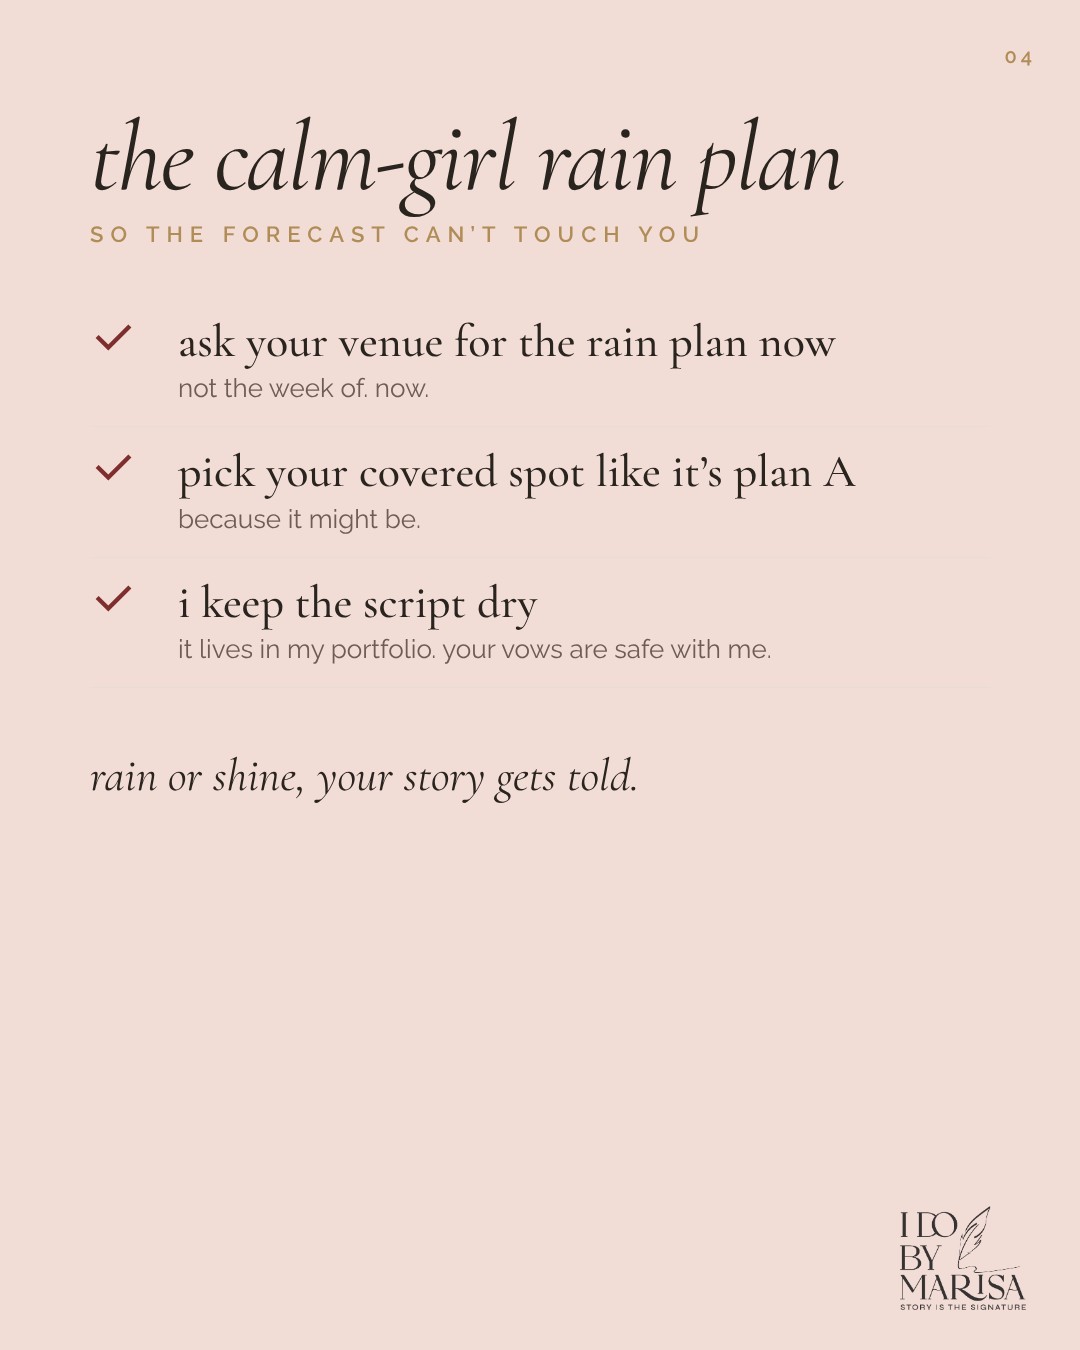 04
the calm-girl rain plan
SO THE FORECAST CAN'T TOUCH YOU
ask your venue for the rain plan now
not the week of. now.
pick your covered spot like it’s plan A
because it might be.
i keep the script dry
it lives in my portfolio. your vows are safe with me.
rain or shine, your story gets told.
I DO
BY
MARISA
STORY IS THE SIGNATURE